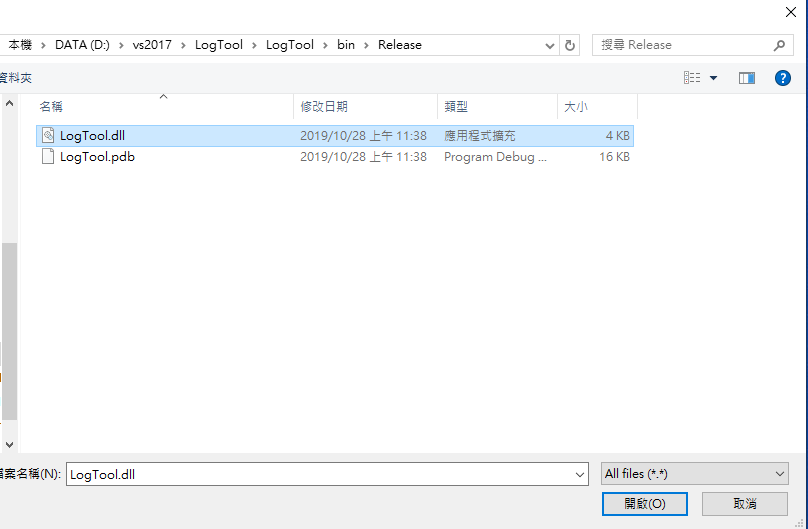 本機 > DATA (D:) > vs2017 > LogTool > LogTool > bin > Release
搜尋 Release
資料夾
名稱 修改日期 類型 大小
LogTool.dll 2019/10/28 上午 11:38 應用程式擴充 4 KB
LogTool.pdb 2019/10/28 上午 11:38 Program Debug ... 16 KB
檔案名稱(N): LogTool.dll All files (*.*)
開啟(O) 取消